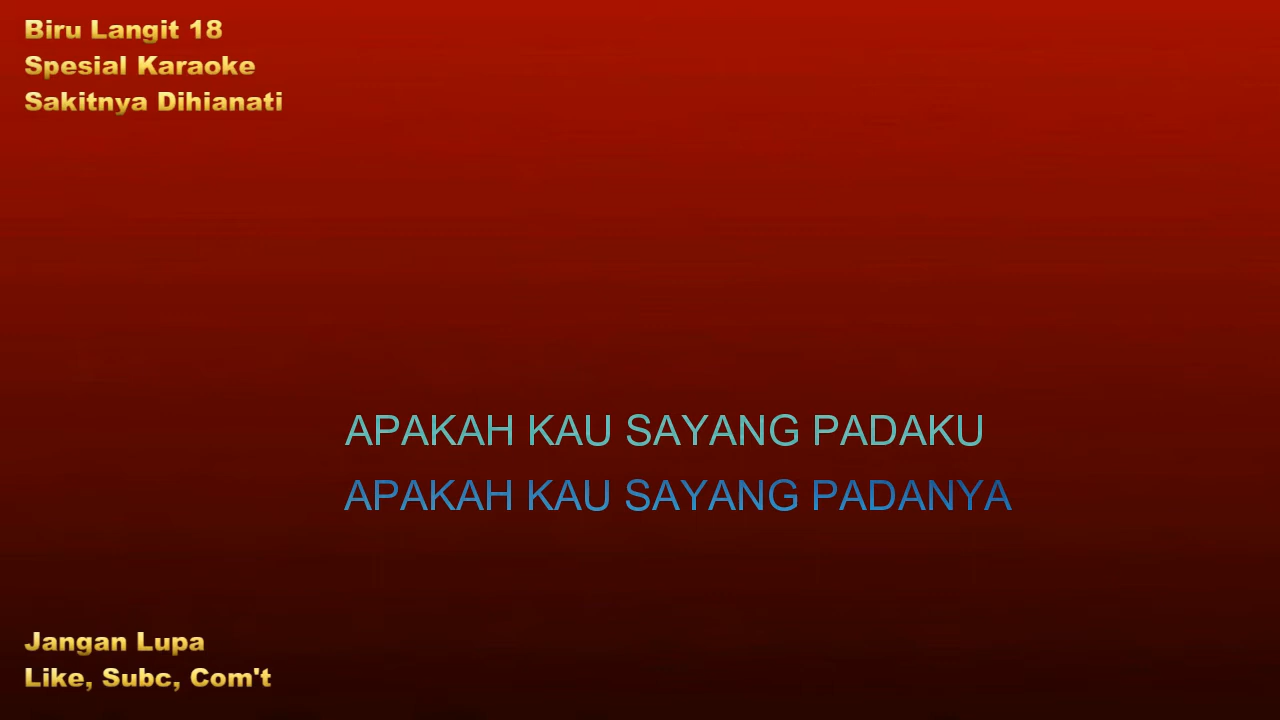 Biru Langit 18
Spesial Karaoke
Sakitnya Dihianati
APAKAH KAU SAYANG PADAKU
APAKAH KAU SAYANG PADANYA
Jangan Lupa
Like, Subc, Com't